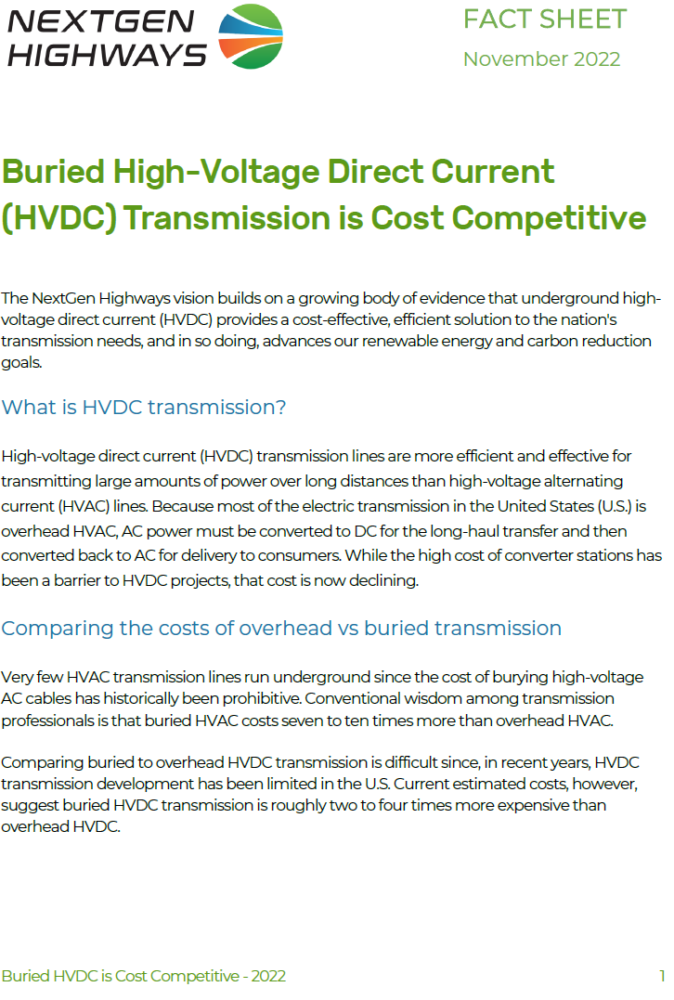 NEXTGEN
HIGHWAYS
FACT SHEET
November 2022
Buried High-Voltage Direct Current
(HVDC) Transmission is Cost Competitive
The NextGen Highways vision builds on a growing body of evidence that underground high-
voltage direct current (HVDC) provides a cost-effective, efficient solution to the nation's
transmission needs, and in so doing, advances our renewable energy and carbon reduction
goals.
What is HVDC transmission?
High-voltage direct current (HVDC) transmission lines are more efficient and effective for
transmitting large amounts of power over long distances than high-voltage alternating
current (HVAC) lines. Because most of the electric transmission in the United States (U.S.) is
overhead HVAC, AC power must be converted to DC for the long-haul transfer and then
converted back to AC for delivery to consumers. While the high cost of converter stations has
been a barrier to HVDC projects, that cost is now declining.
Comparing the costs of overhead vs buried transmission
Very few HVAC transmission lines run underground since the cost of burying high-voltage
AC cables has historically been prohibitive. Conventional wisdom among transmission
professionals is that buried HVAC costs seven to ten times more than overhead HVAC.
Comparing buried to overhead HVDC transmission is difficult since, in recent years, HVDC
transmission development has been limited in the U.S. Current estimated costs, however,
suggest buried HVDC transmission is roughly two to four times more expensive than
overhead HVDC.
Buried HVDC is Cost Competitive - 2022
1